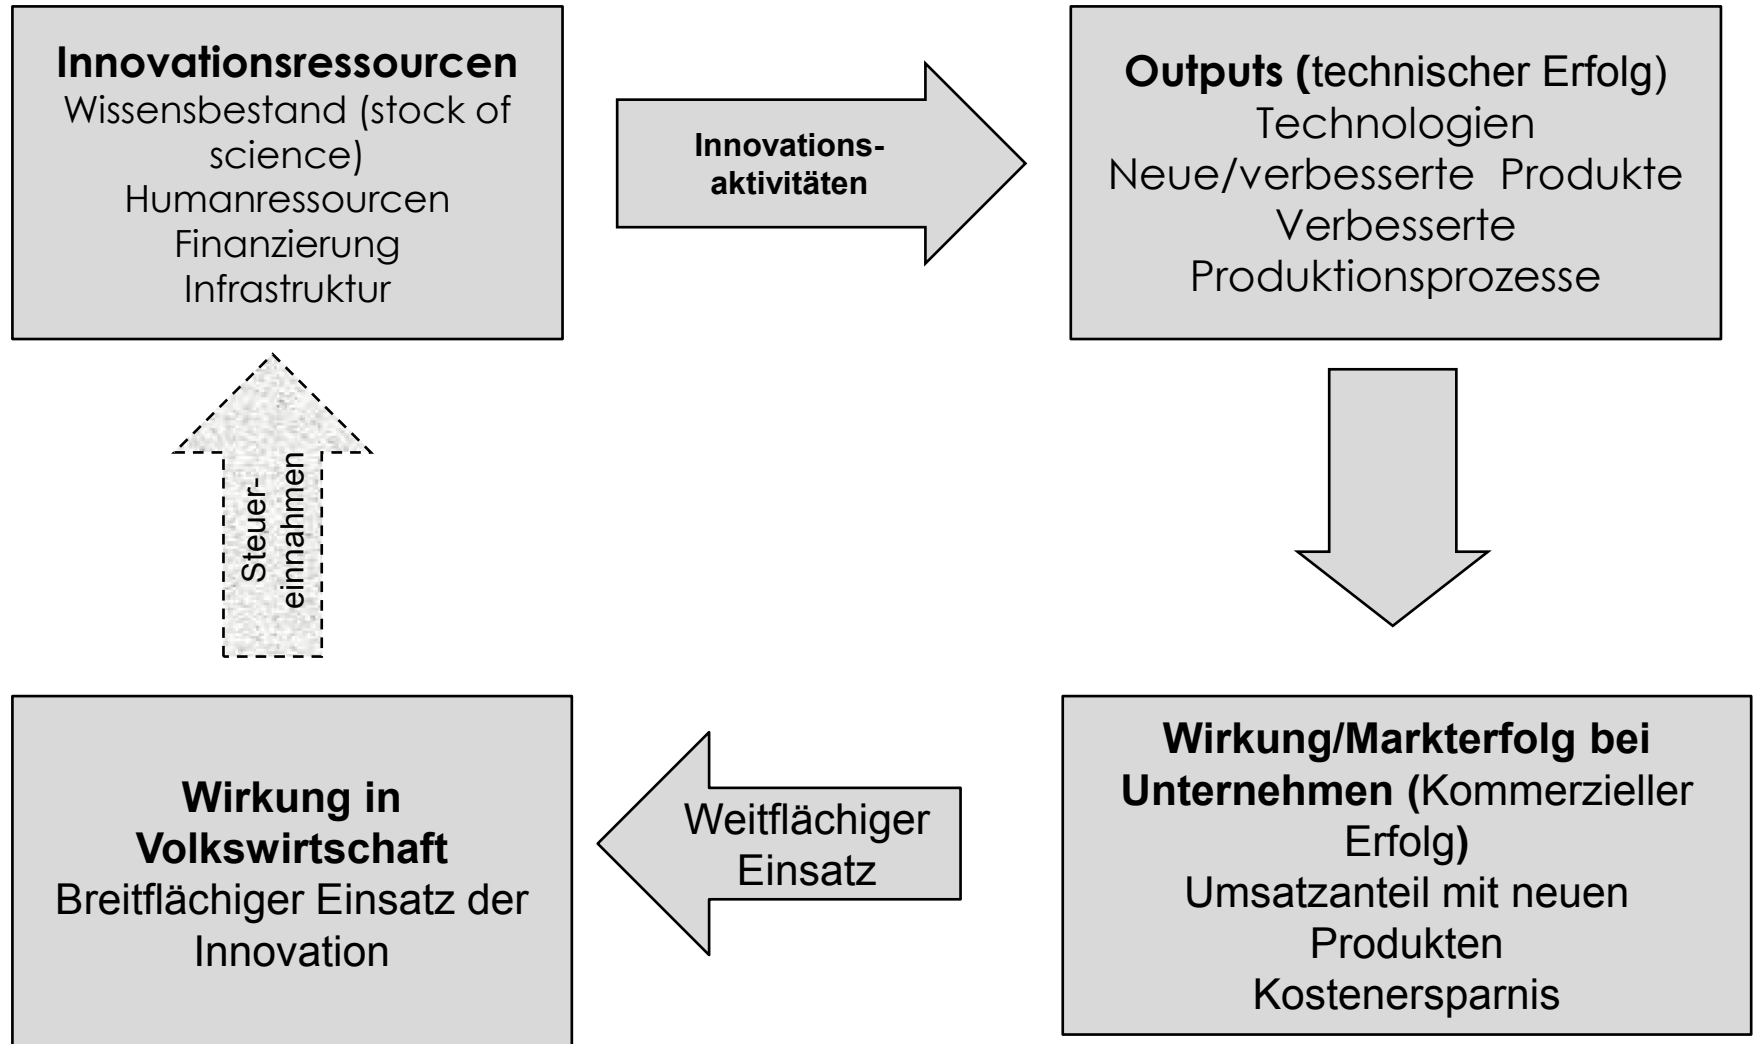 Innovationsressourcen
Wissensbestand (stock of
science)
Humanressourcen
Finanzierung
Infrastruktur
Innovations-
aktivitäten
Outputs (technischer Erfolg)
Technologien
Neue/verbesserte Produkte
Verbesserte
Produktionsprozesse
Steuer-
einnahmen
Wirkung in
Volkswirtschaft
Breitflächiger Einsatz der
Innovation
Weitflächiger
Einsatz
Wirkung/Markterfolg bei
Unternehmen (Kommerzieller
Erfolg)
Umsatzanteil mit neuen
Produkten
Kostenersparnis